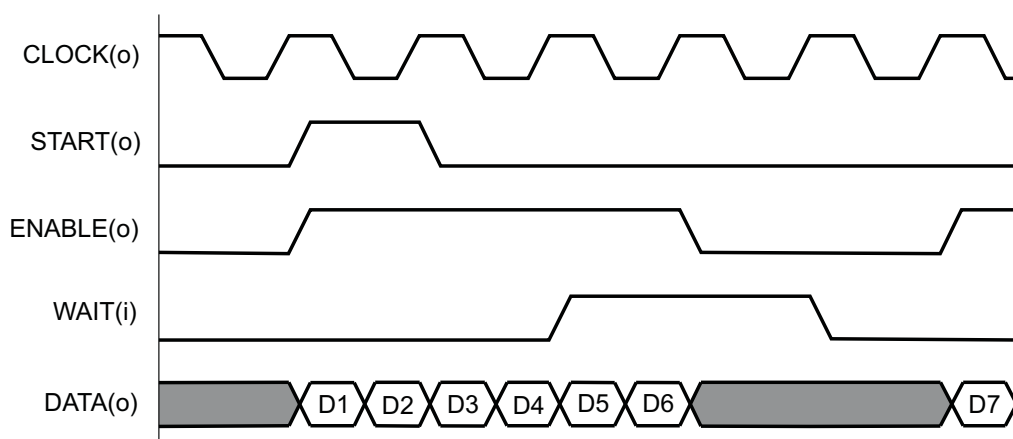 CLOCK(o)
START(o)
ENABLE(o)
WAIT(i)
DATA(o) D1 D2 D3 D4 D5 D6 D7